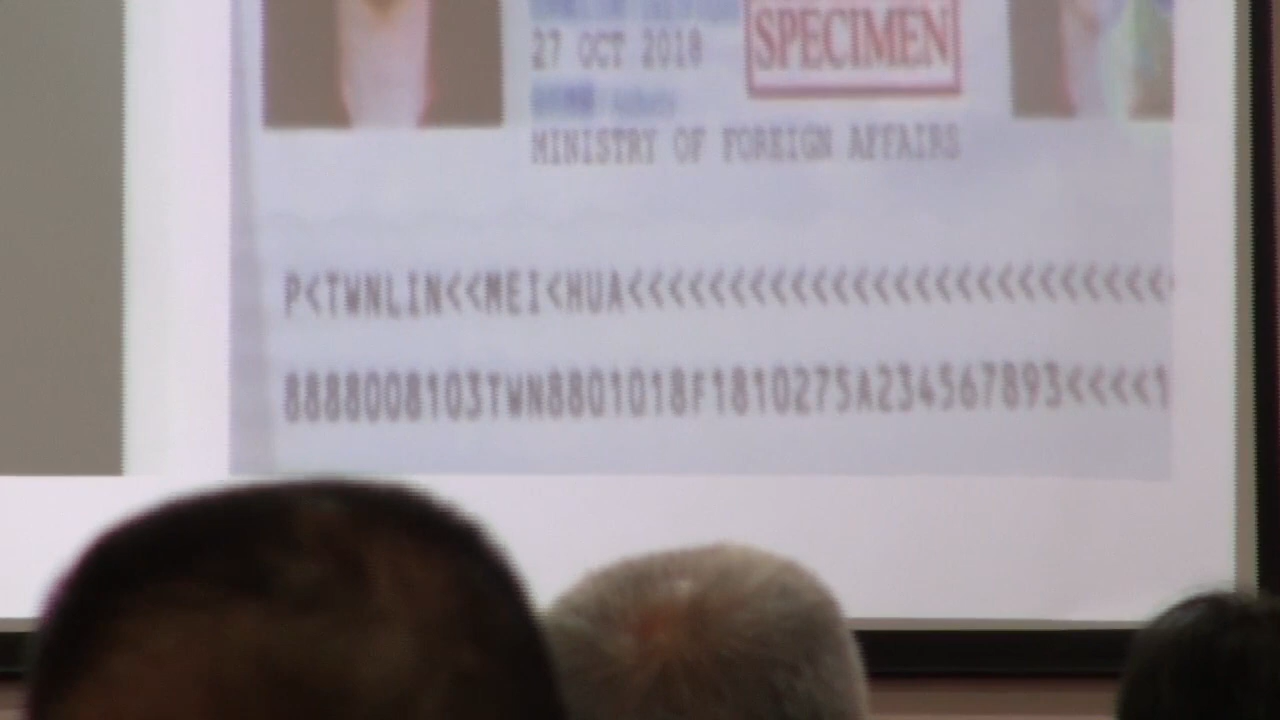 27 OCT 2018
SPECIMEN
MINISTRY OF FOREIGN AFFAIRS
P<TWNLIN<<MEI<HUA<<<<<<<<<<<<<<<<<<<<<<<<<<<
8888008103TWN8801018F1810275A234567893<<<<1